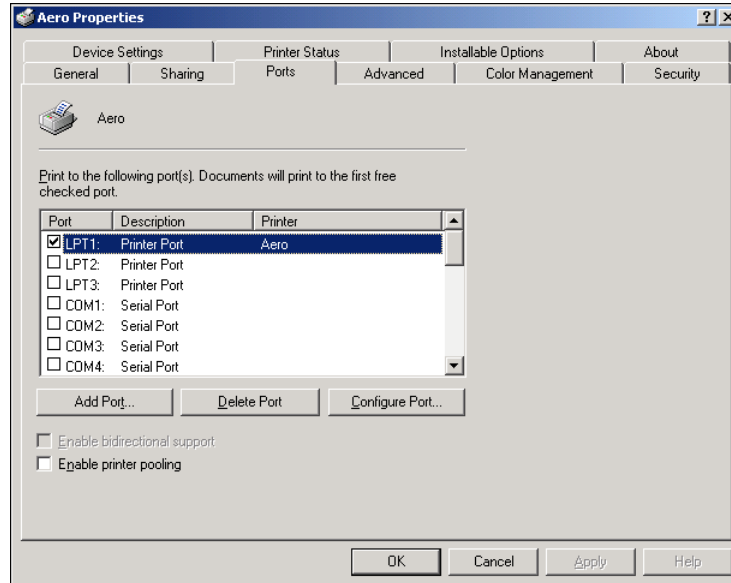 Aero Properties
Device Settings Printer Status Installable Options About
General Sharing Ports Advanced Color Management Security
Aero
Print to the following port(s). Documents will print to the first free
checked port.
Port Description Printer
LPT1: Printer Port Aero
LPT2: Printer Port
LPT3: Printer Port
COM1: Serial Port
COM2: Serial Port
COM3: Serial Port
COM4: Serial Port
Add Port... Delete Port Configure Port...
Enable bidirectional support
Enable printer pooling
OK Cancel Apply Help